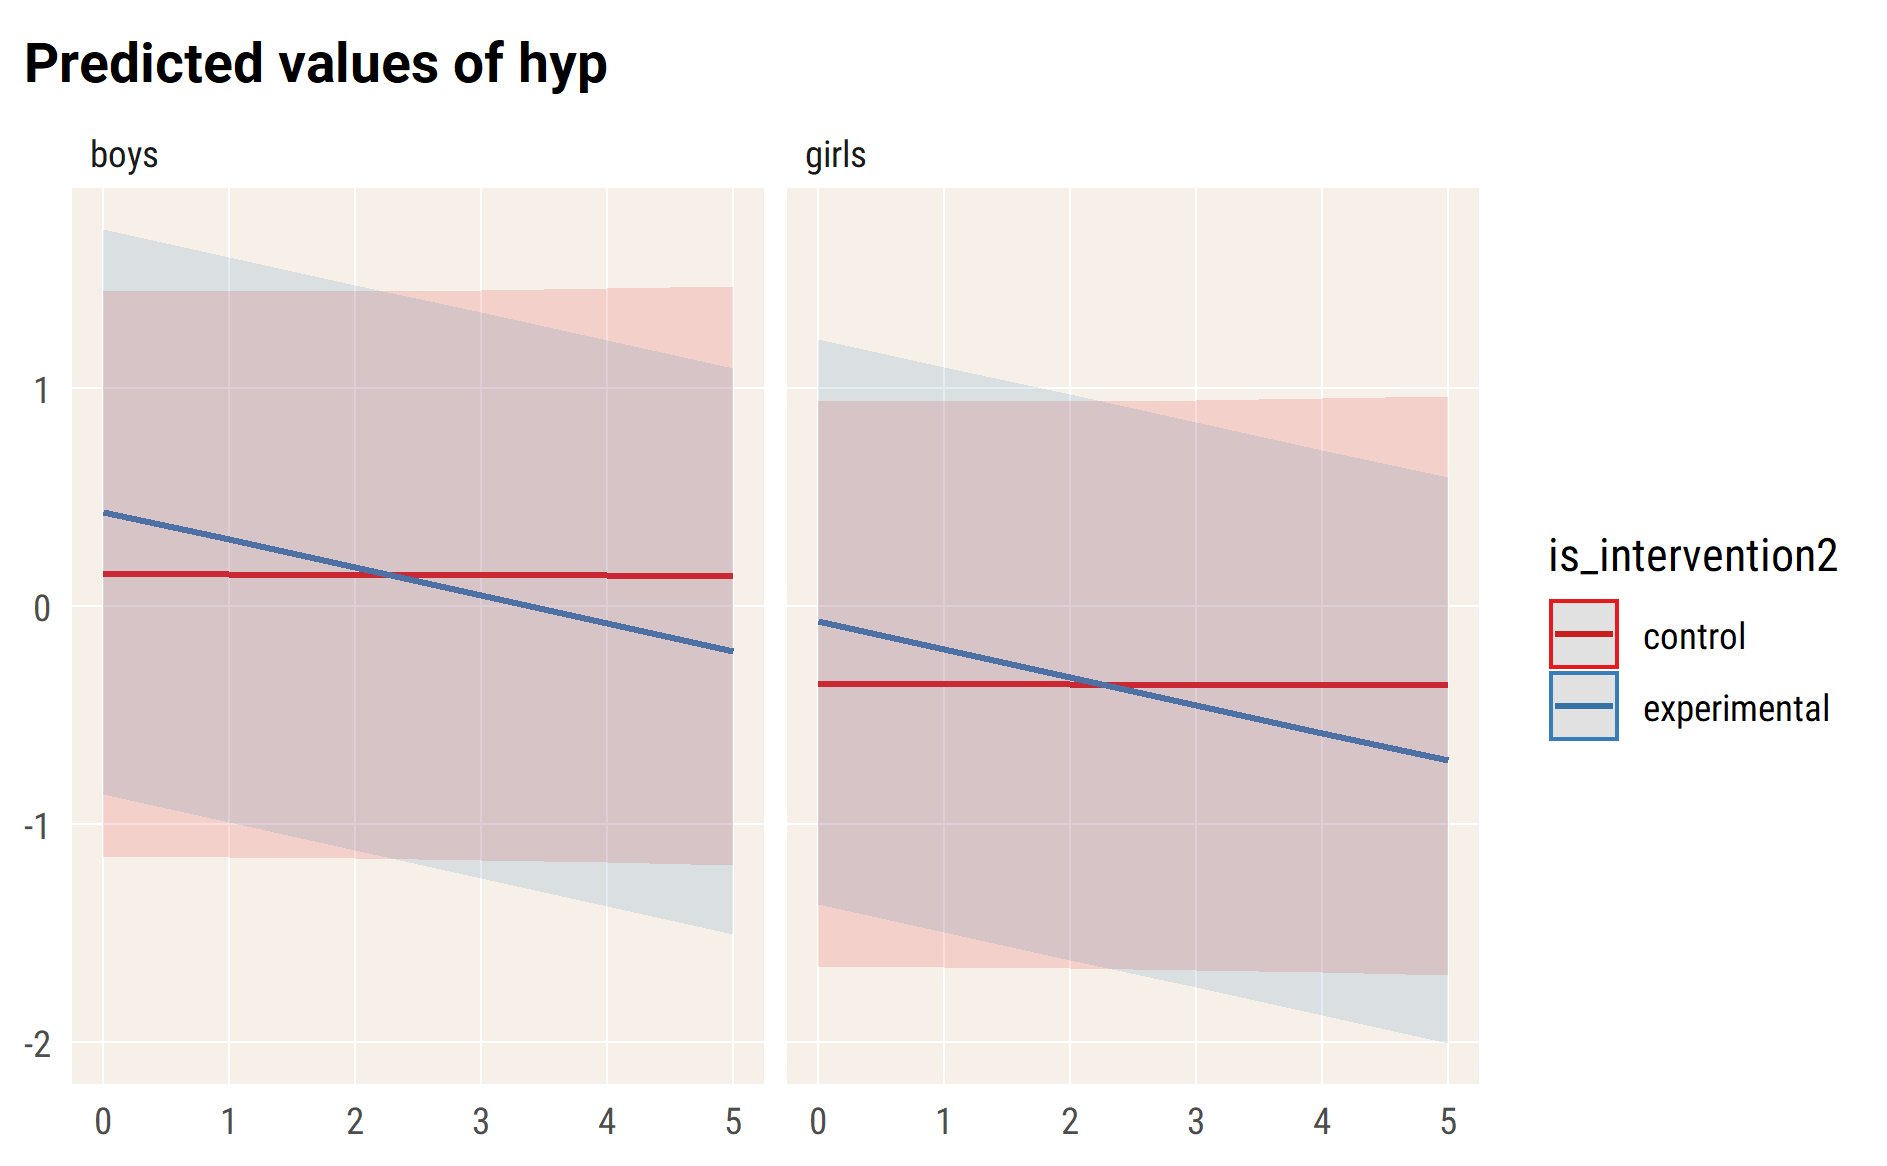 Predicted values of hyp
boys
girls
1
0
-1
-2
0 1 2 3 4 5
0 1 2 3 4 5
is_intervention2
control
experimental